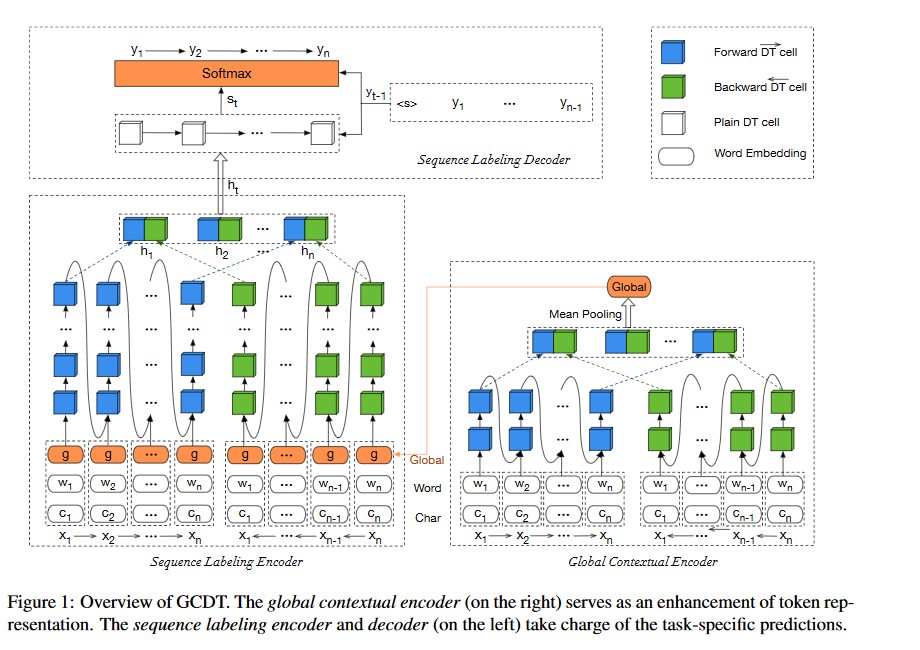 y1 y2 ... yn
Softmax
st
yt-1
<s> y1 ... yn-1
...
Sequence Labeling Decoder
Forward DT cell
Backward DT cell
Plain DT cell
Word Embedding
ht
...
h1 h2 ... hn
... ...
... ... ... ... ... ... ... ...
... ...
... ...
g g ... g g ... g g
Global
w1 w2 ... wn w1 ... wn-1 wn
Word
c1 c2 ... cn c1 ... cn-1 cn
Char
x1 x2 ... xn x1 ... xn-1 xn
Sequence Labeling Encoder
Global
Mean Pooling
...
... ...
... ...
w1 w2 ... wn w1 ... wn-1 wn
c1 c2 ... cn c1 ... cn-1 cn
x1 x2 ... xn x1 ... xn-1 xn
Global Contextual Encoder
Figure 1: Overview of GCDT. The global contextual encoder (on the right) serves as an enhancement of token rep-
resentation. The sequence labeling encoder and decoder (on the left) take charge of the task-specific predictions.